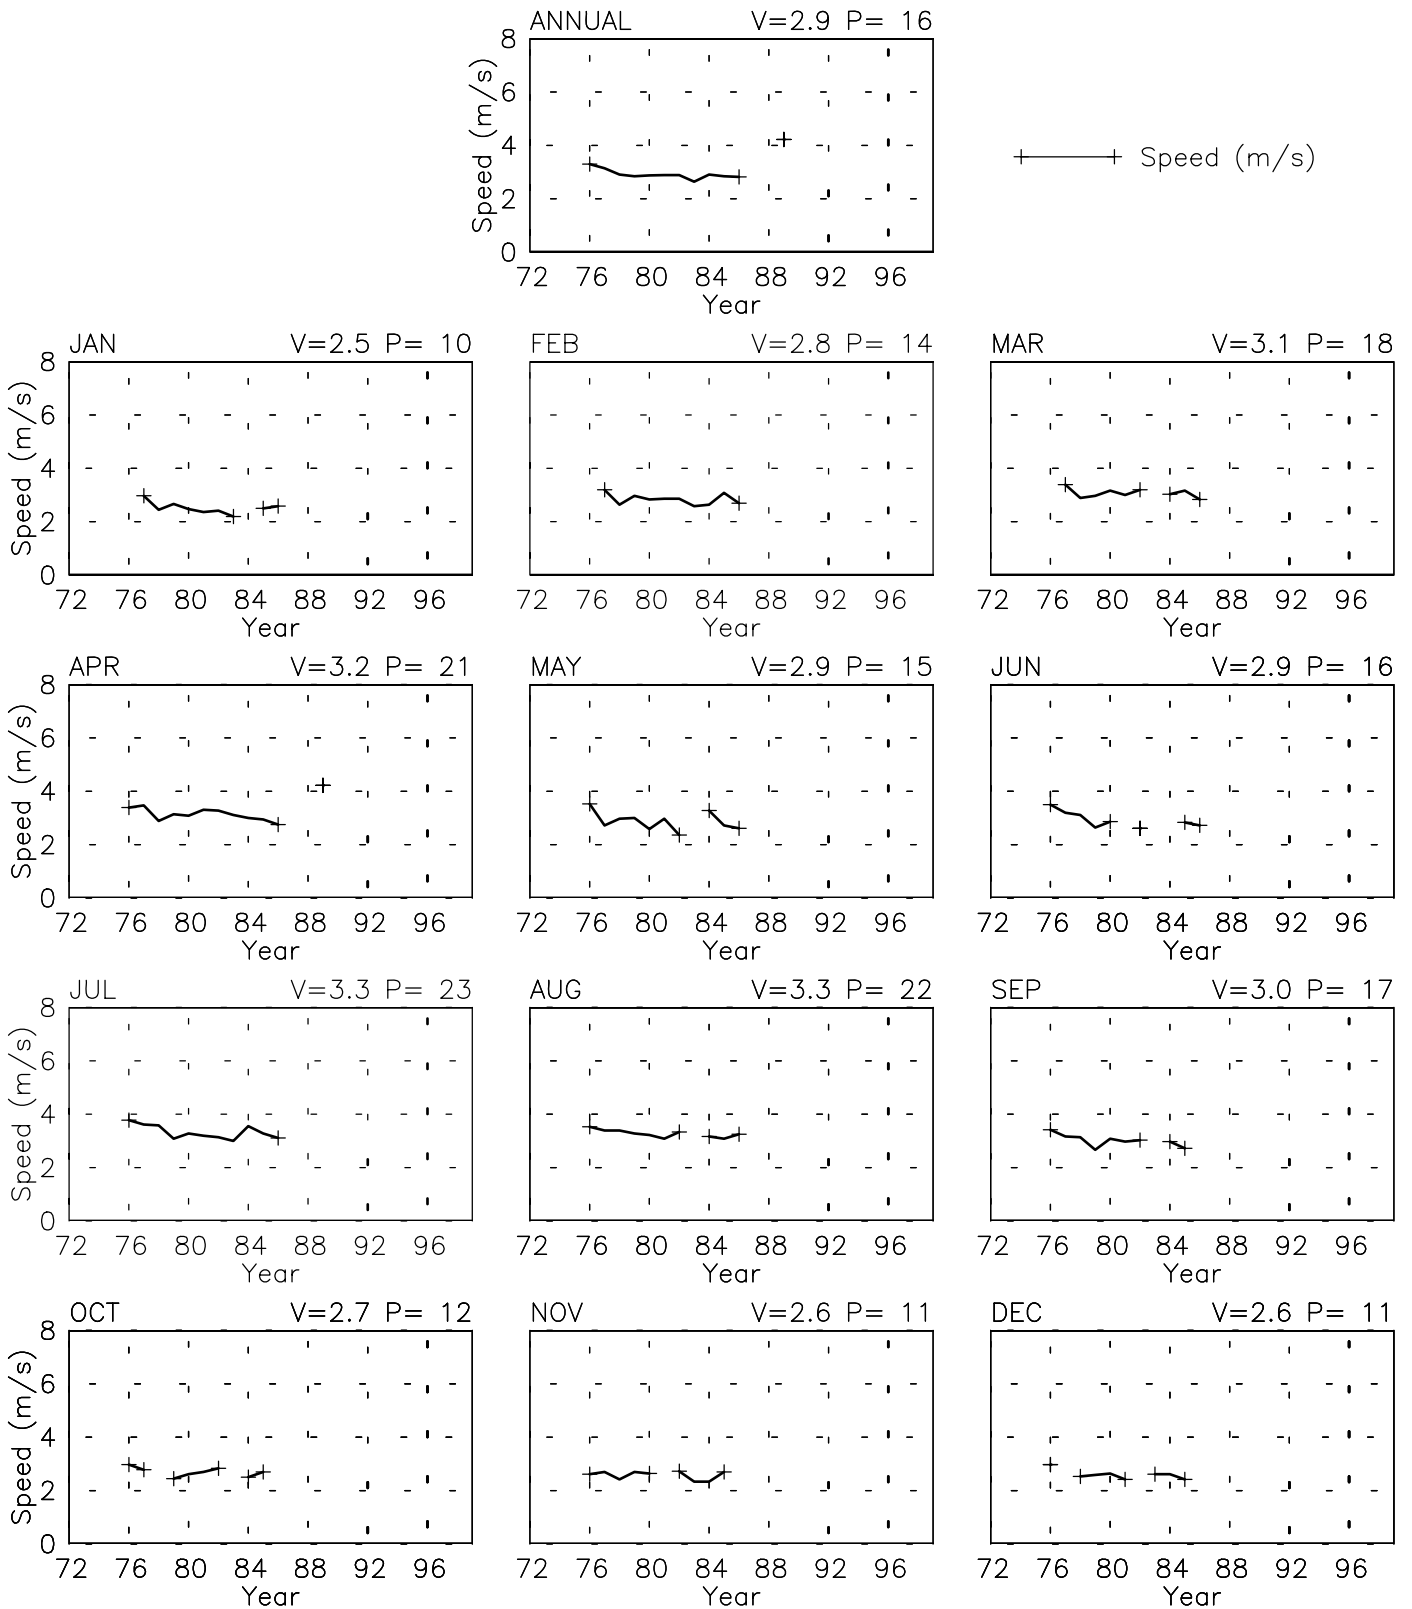 ANNUAL V=2.9 P= 16
8
6
4
2
0
Speed (m/s)
72 76 80 84 88 92 96
Year
Speed (m/s)
JAN V=2.5 P= 10
8
6
4
2
0
Speed (m/s)
72 76 80 84 88 92 96
Year
FEB V=2.8 P= 14
72 76 80 84 88 92 96
Year
MAR V=3.1 P= 18
72 76 80 84 88 92 96
Year
APR V=3.2 P= 21
8
6
4
2
0
Speed (m/s)
72 76 80 84 88 92 96
Year
MAY V=2.9 P= 15
72 76 80 84 88 92 96
Year
JUN V=2.9 P= 16
72 76 80 84 88 92 96
Year
JUL V=3.3 P= 23
8
6
4
2
0
Speed (m/s)
72 76 80 84 88 92 96
Year
AUG V=3.3 P= 22
72 76 80 84 88 92 96
Year
SEP V=3.0 P= 17
72 76 80 84 88 92 96
Year
OCT V=2.7 P= 12
8
6
4
2
0
Speed (m/s)
72 76 80 84 88 92 96
Year
NOV V=2.6 P= 11
72 76 80 84 88 92 96
Year
DEC V=2.6 P= 11
72 76 80 84 88 92 96
Year